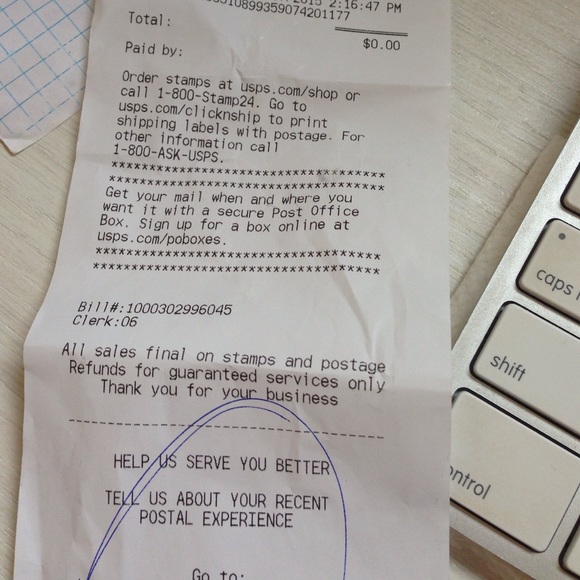 2:16:47 PM
10899359074201177
Total:
$0.00
Paid by:
Order stamps at usps.com/shop or
call 1-800-Stamp24. Go to
usps.com/clicknship to print
shipping labels with postage. For
other information call
1-800-ASK-USPS.
***************************************
***************************************
Get your mail when and where you
want it with a secure Post Office
Box. Sign up for a box online at
usps.com/poboxes.
***************************************
***************************************
Bill#:1000302996045
Clerk:06
All sales final on stamps and postage
Refunds for guaranteed services only
Thank you for your business
HELP US SERVE YOU BETTER
TELL US ABOUT YOUR RECENT
POSTAL EXPERIENCE
Go to:
caps
shift
ontrol